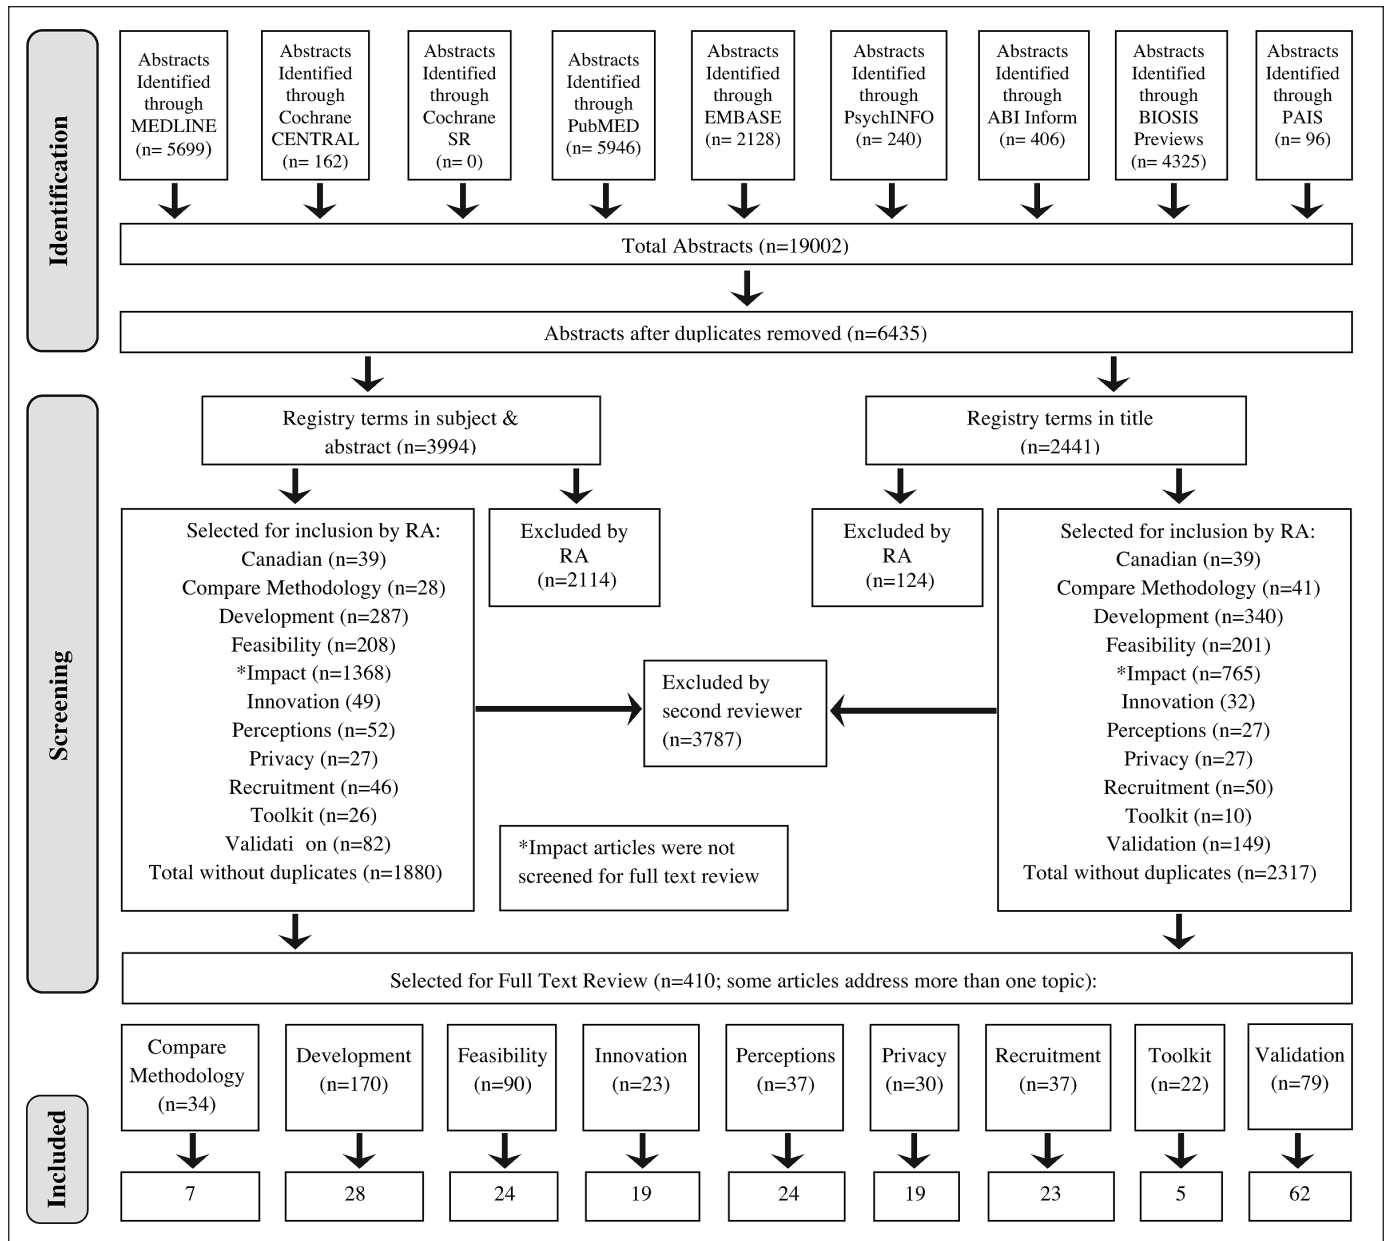 Identification
Abstracts
Identified
through
MEDLINE
(n= 5699)
Abstracts
Identified
through
Cochrane
CENTRAL
(n= 162)
Abstracts
Identified
through
Cochrane
SR
(n= 0)
Abstracts
Identified
through
PubMED
(n= 5946)
Abstracts
Identified
through
EMBASE
(n= 2128)
Abstracts
Identified
through
PsychINFO
(n= 240)
Abstracts
Identified
through
ABI Inform
(n= 406)
Abstracts
Identified
through
BIOSIS
Previews
(n= 4325)
Abstracts
Identified
through
PAIS
(n= 96)
Total Abstracts (n=19002)
Abstracts after duplicates removed (n=6435)
Screening
Registry terms in subject &
abstract (n=3994)
Registry terms in title
(n=2441)
Selected for inclusion by RA:
Canadian (n=39)
Compare Methodology (n=28)
Development (n=287)
Feasibility (n=208)
*Impact (n=1368)
Innovation (49)
Perceptions (n=52)
Privacy (n=27)
Recruitment (n=46)
Toolkit (n=26)
Validati on (n=82)
Total without duplicates (n=1880)
Excluded by
RA
(n=2114)
Excluded by
RA
(n=124)
Selected for inclusion by RA:
Canadian (n=39)
Compare Methodology (n=41)
Development (n=340)
Feasibility (n=201)
*Impact (n=765)
Innovation (32)
Perceptions (n=27)
Privacy (n=27)
Recruitment (n=50)
Toolkit (n=10)
Validation (n=149)
Total without duplicates (n=2317)
Excluded by
second reviewer
(n=3787)
*Impact articles were not
screened for full text review
Selected for Full Text Review (n=410; some articles address more than one topic):
Included
Compare
Methodology
(n=34)
Development
(n=170)
Feasibility
(n=90)
Innovation
(n=23)
Perceptions
(n=37)
Privacy
(n=30)
Recruitment
(n=37)
Toolkit
(n=22)
Validation
(n=79)
7
28
24
19
24
19
23
5
62